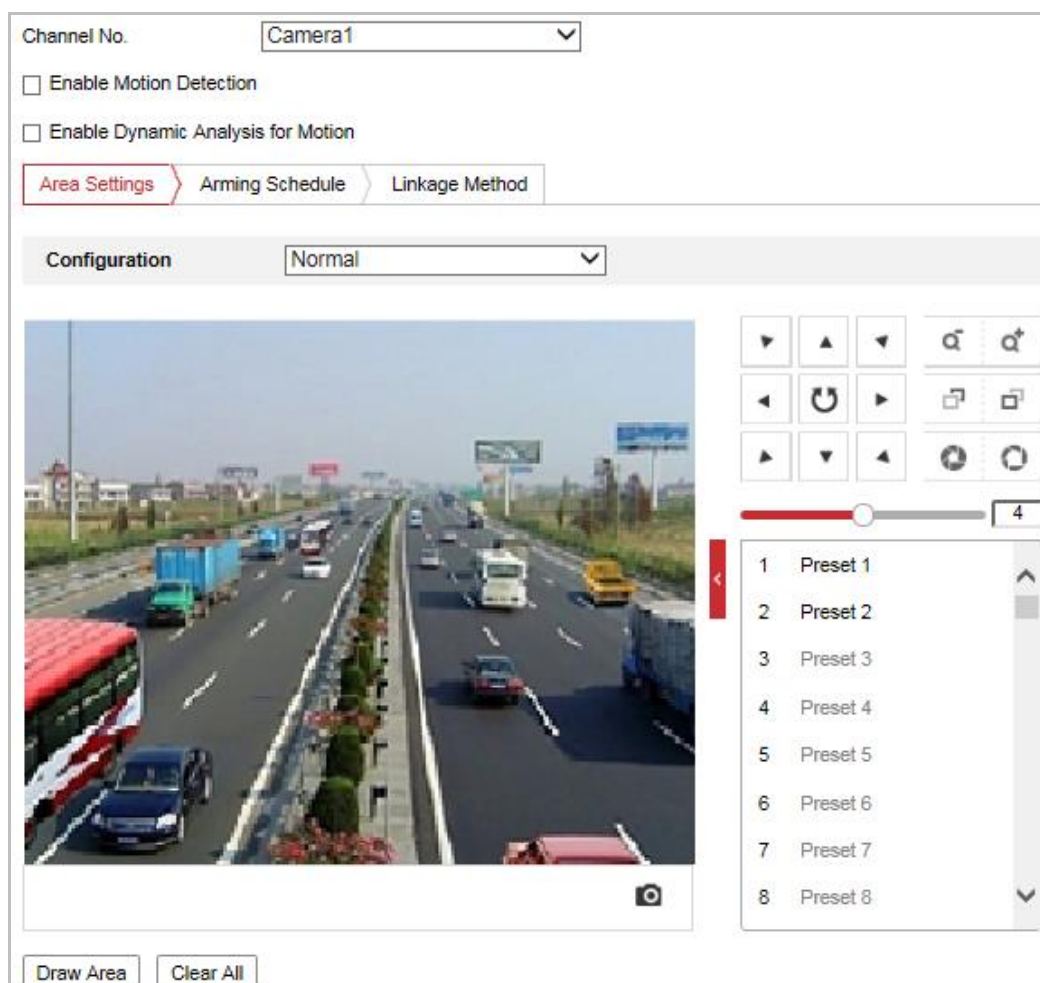 Channel No. Camera1
Enable Motion Detection
Enable Dynamic Analysis for Motion
Area Settings Arming Schedule Linkage Method
Configuration Normal
4
1 Preset 1
2 Preset 2
3 Preset 3
4 Preset 4
5 Preset 5
6 Preset 6
7 Preset 7
8 Preset 8
Draw Area Clear All